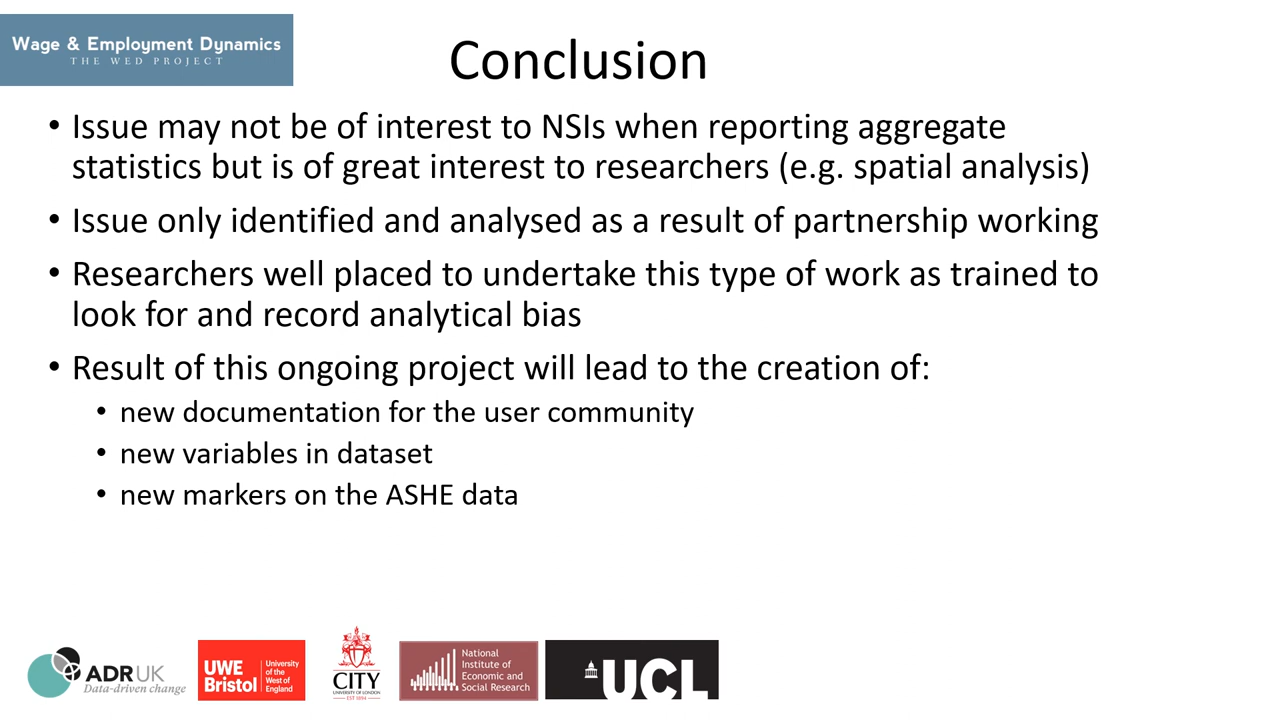 Wage & Employment Dynamics
THE WED PROJECT
Conclusion
• Issue may not be of interest to NSIs when reporting aggregate
statistics but is of great interest to researchers (e.g. spatial analysis)
• Issue only identified and analysed as a result of partnership working
• Researchers well placed to undertake this type of work as trained to
look for and record analytical bias
• Result of this ongoing project will lead to the creation of:
• new documentation for the user community
• new variables in dataset
• new markers on the ASHE data
ADR UK
Data-driven change
UWE
Bristol
University
of the
West of
England
CITY
UNIVERSITY OF LONDON
EST 1894
National
Institute of
Economic and
Social Research
UCL